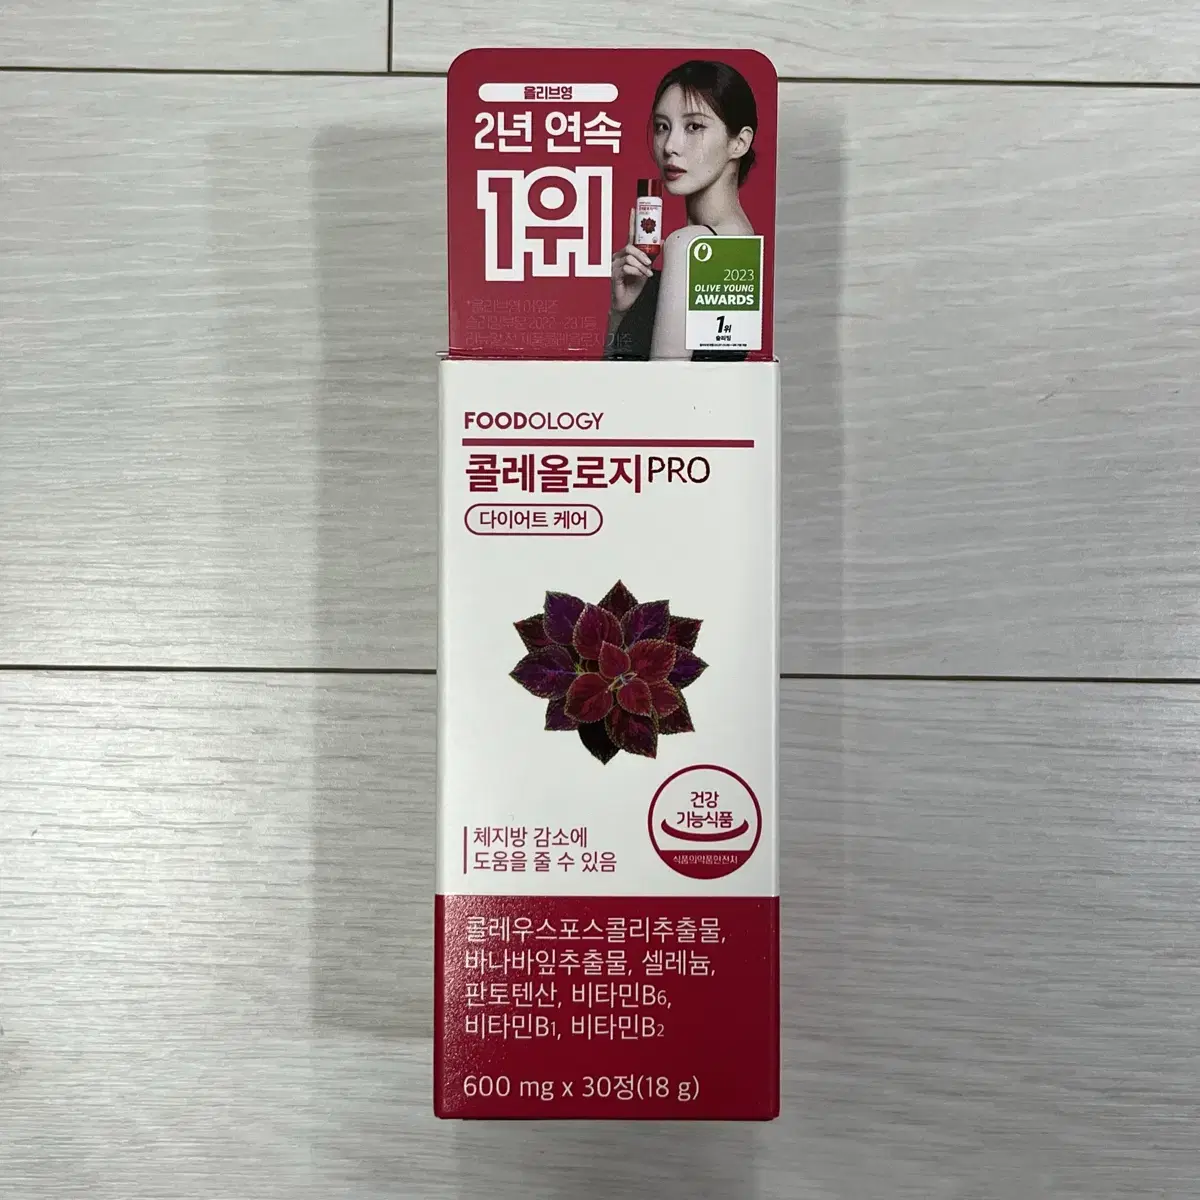 올리브영
2년 연속
1위
2023
OLIVE YOUNG
AWARDS
1위
슬리밍
FOODOLOGY
콜레올로지PRO
다이어트 케어
건강
기능식품
식품의약품안전처
체지방 감소에
도움을 줄 수 있음
콜레우스포스콜리추출물,
바나바잎추출물, 셀레늄,
판토텐산, 비타민B6,
비타민B1, 비타민B2
600 mg x 30정(18 g)